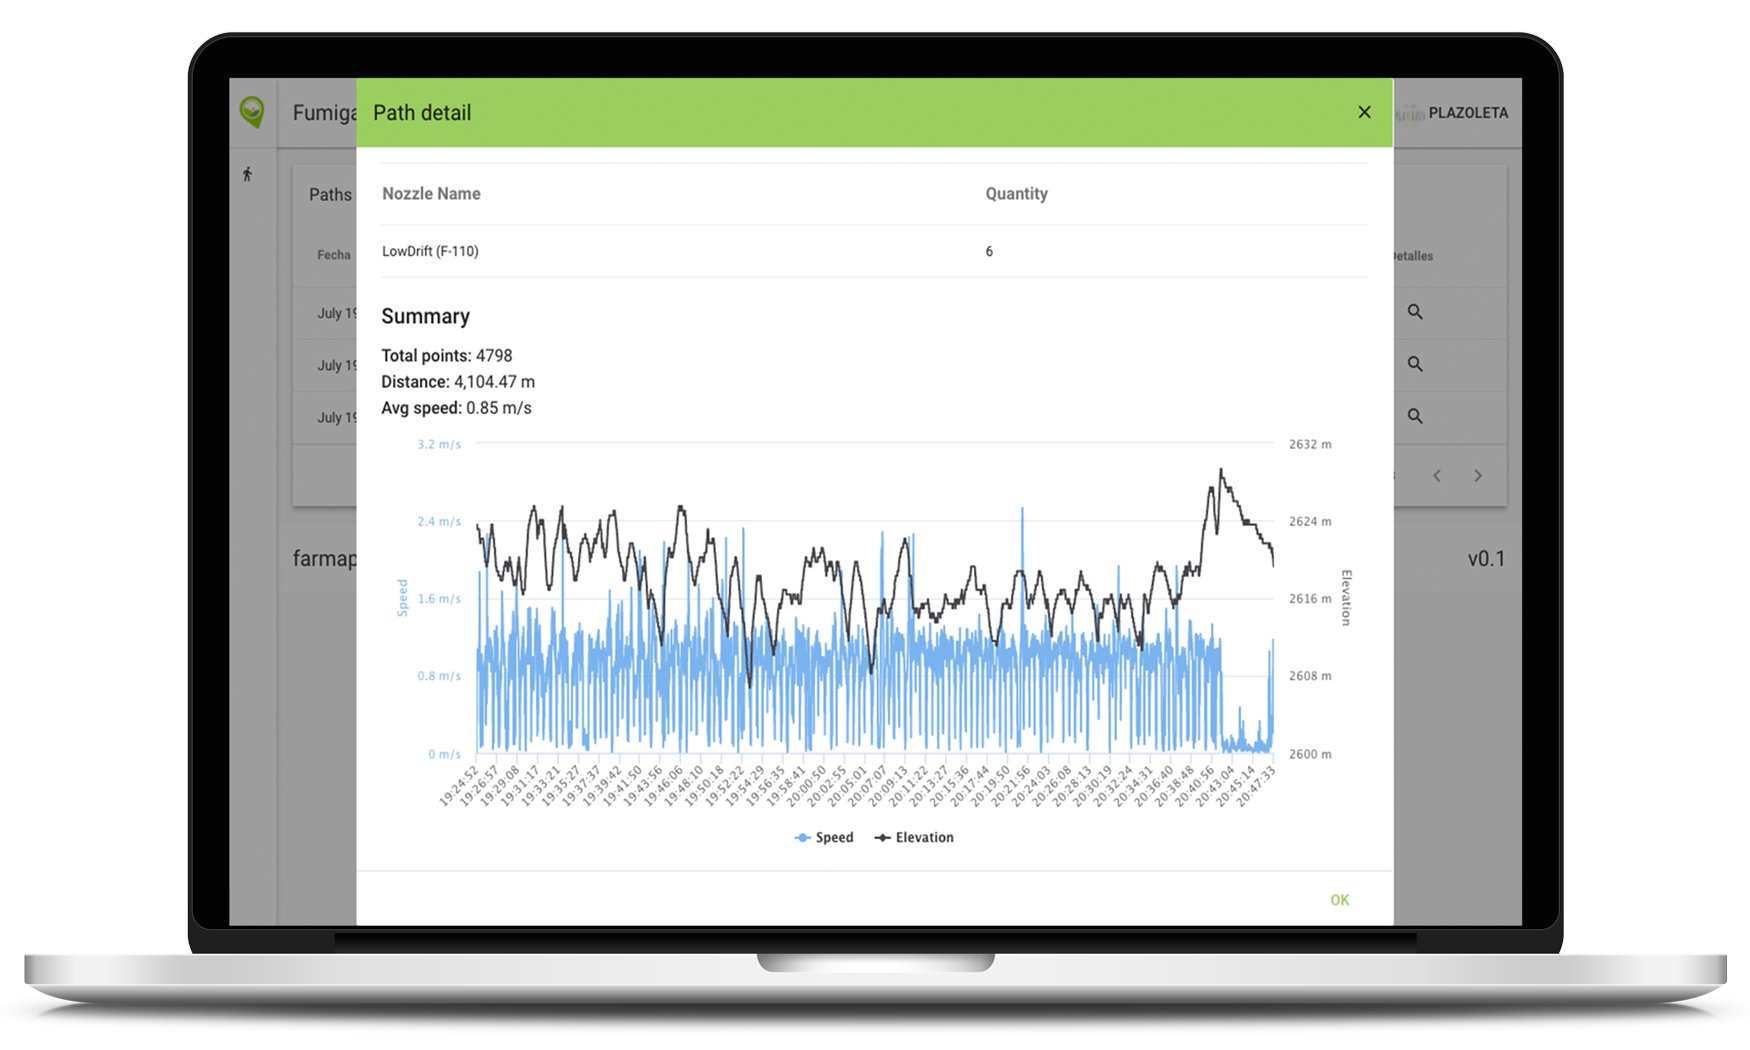 Fumiga
Path detail
PLAZOLETA
Paths
Nozzle Name Quantity
Fecha
LowDrift (F-110) 6
Detalles
July 19
July 19
July 19
Summary
Total points: 4798
Distance: 4,104.47 m
Avg speed: 0.85 m/s
3.2 m/s
2.4 m/s
1.6 m/s
0.8 m/s
0 m/s
Speed
2632 m
2624 m
2616 m
2608 m
2600 m
Elevation
19:24:52
19:26:57
19:29:08
19:31:17
19:33:21
19:35:27
19:37:37
19:39:42
19:41:50
19:43:56
19:46:06
19:48:10
19:50:18
19:52:22
19:54:29
19:56:35
19:58:41
20:00:50
20:02:55
20:05:01
20:07:07
20:09:13
20:11:22
20:13:27
20:15:36
20:17:44
20:19:50
20:21:56
20:24:03
20:26:08
20:28:13
20:30:19
20:32:24
20:34:31
20:36:40
20:38:48
20:40:56
20:43:04
20:45:14
20:47:33
Speed Elevation
farmap
v0.1
OK